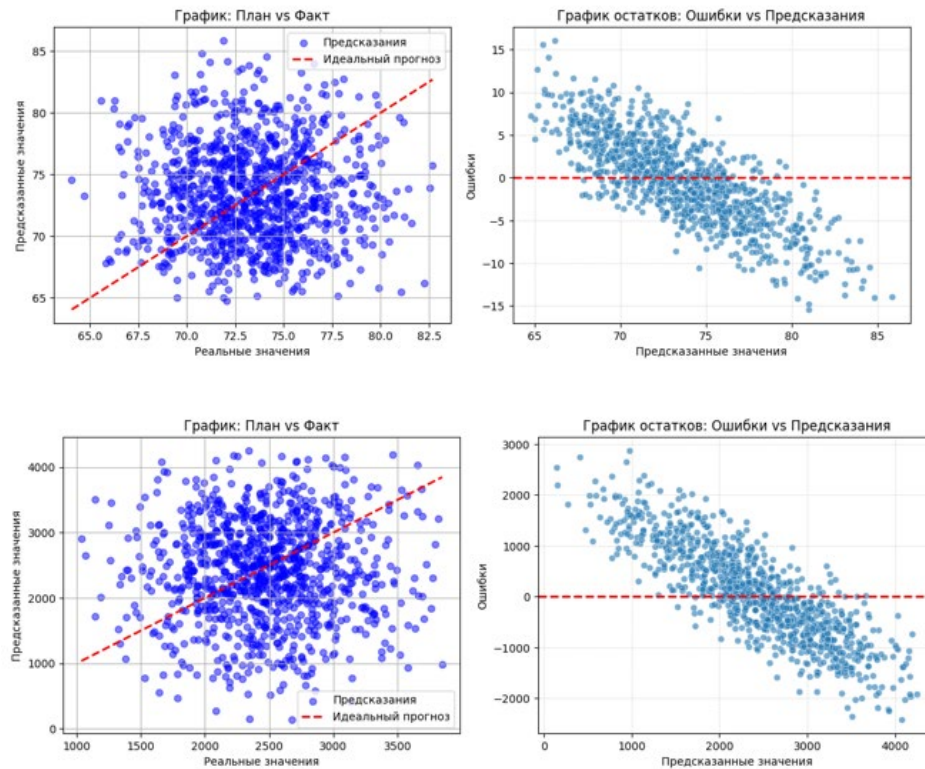 График: План vs Факт
85
80
75
70
65
Предсказанные значения
Предсказания
Идеальный прогноз
65.0 67.5 70.0 72.5 75.0 77.5 80.0 82.5
Реальные значения
График остатков: Ошибки vs Предсказания
15
10
5
0
−5
−10
−15
Ошибки
65 70 75 80 85
Предсказанные значения
График: План vs Факт
4000
3000
2000
1000
0
Предсказанные значения
Предсказания
Идеальный прогноз
1000 1500 2000 2500 3000 3500
Реальные значения
График остатков: Ошибки vs Предсказания
3000
2000
1000
0
−1000
−2000
Ошибки
0 1000 2000 3000 4000
Предсказанные значения